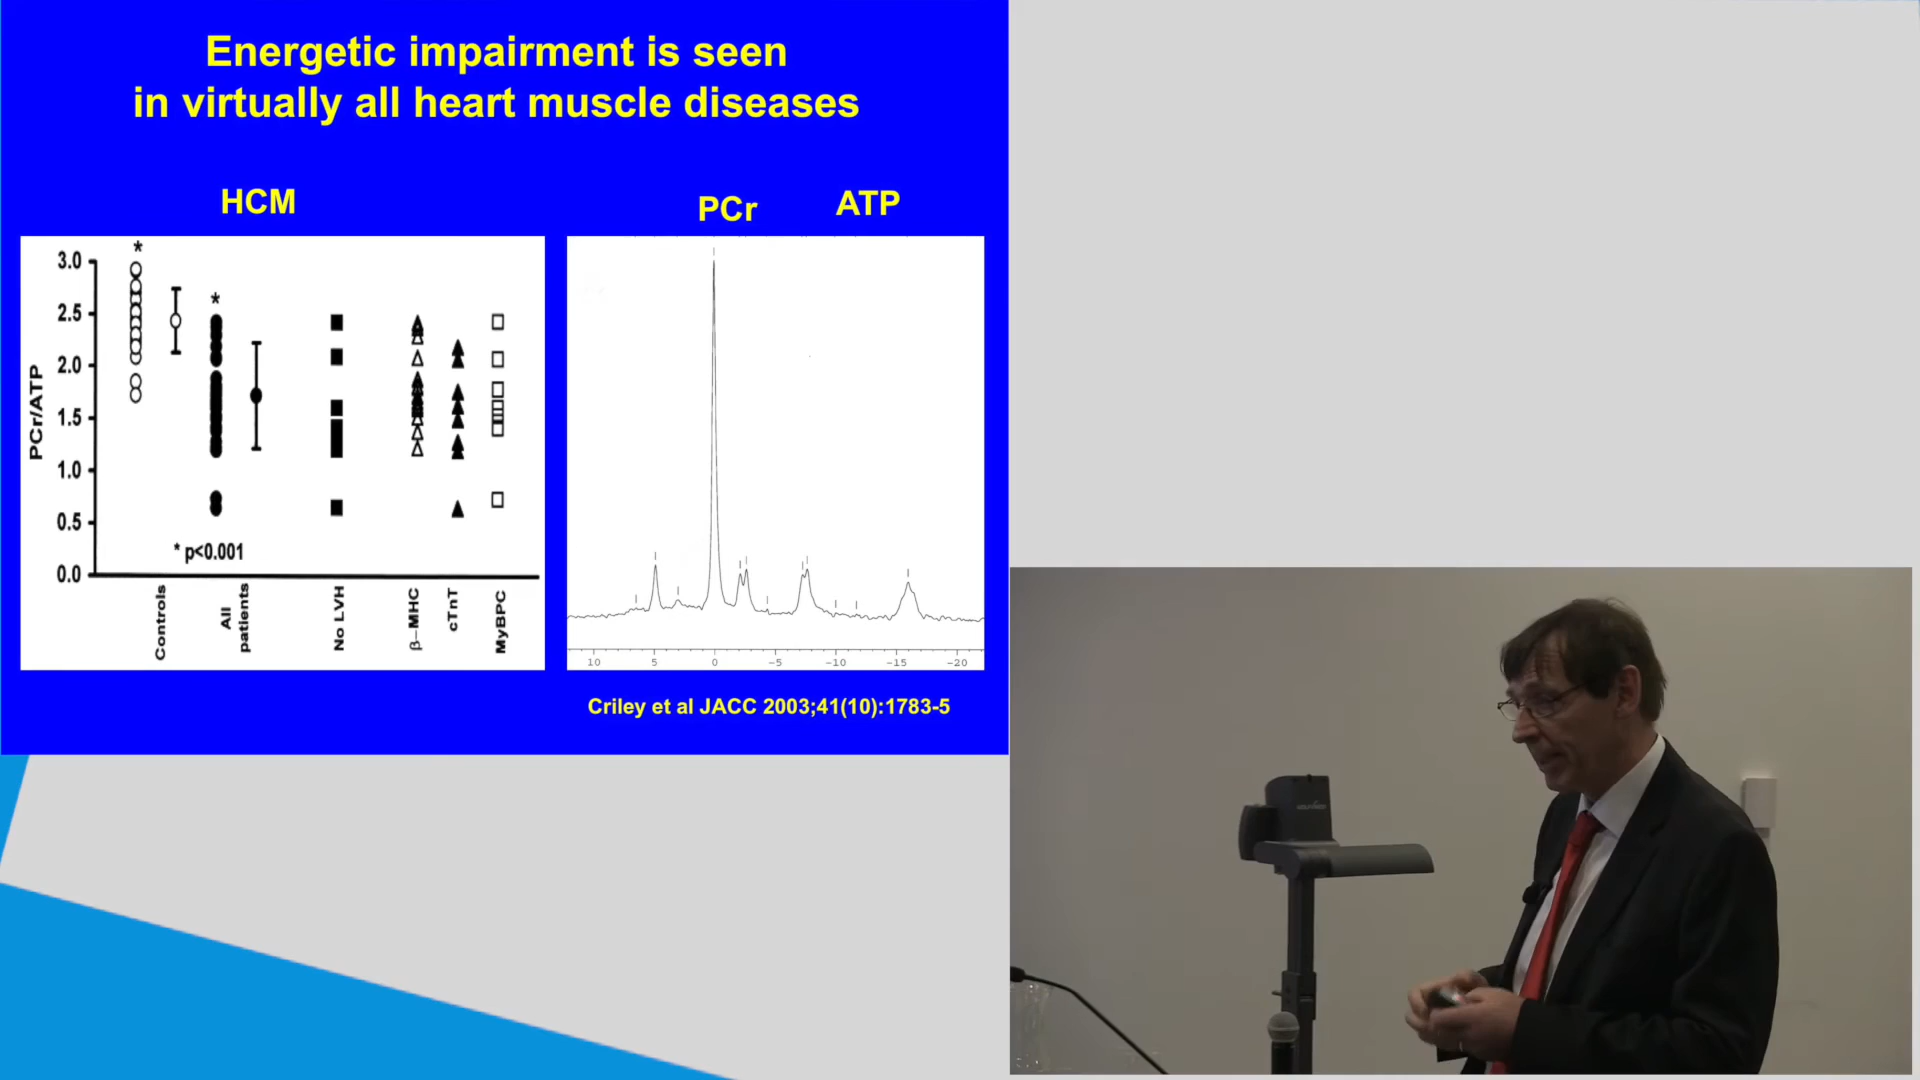 Energetic impairment is seen
in virtually all heart muscle diseases
HCM
PCr
ATP
PCr/ATP
3.0
2.5
2.0
1.5
1.0
0.5
0.0
*
*
* p<0.001
Controls
All
patients
No LVH
β–MHC
cTnT
MyBPC
10
5
0
-5
-10
-15
-20
Criley et al JACC 2003;41(10):1783-5